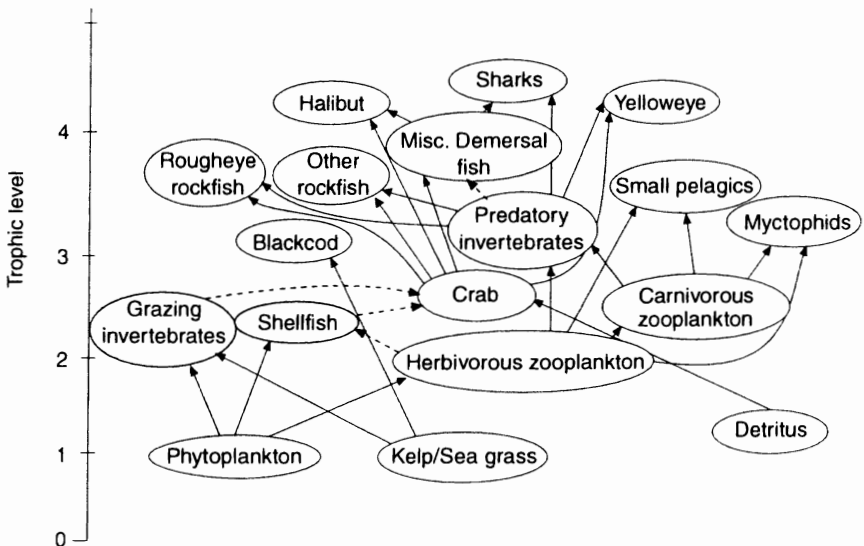 Trophic level
4
3
2
1
0
Sharks
Halibut
Yelloweye
Misc. Demersal
fish
Rougheye
rockfish
Other
rockfish
Small pelagics
Predatory
invertebrates
Myctophids
Blackcod
Crab
Carnivorous
zooplankton
Grazing
invertebrates
Shellfish
Herbivorous zooplankton
Detritus
Phytoplankton
Kelp/Sea grass